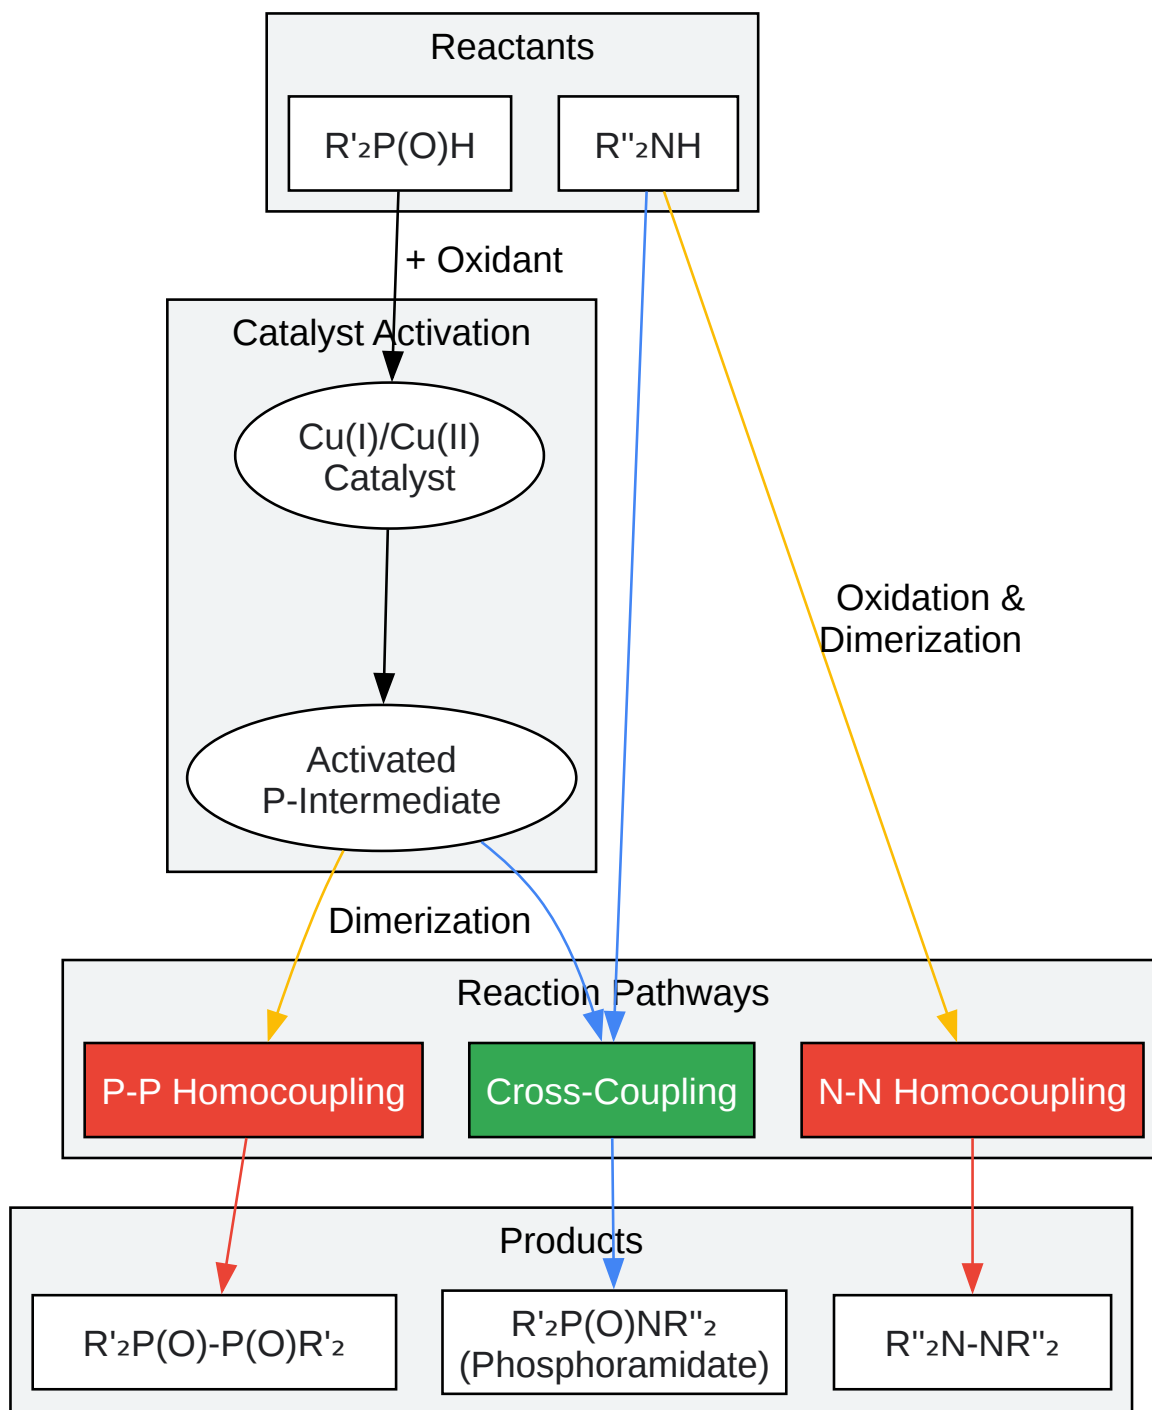 Reactants
R'₂P(O)H
R''₂NH
+ Oxidant
Catalyst Activation
Cu(I)/Cu(II)
Catalyst
Oxidation &
Dimerization
Activated
P-Intermediate
Dimerization
Reaction Pathways
P-P Homocoupling
Cross-Coupling
N-N Homocoupling
Products
R'₂P(O)-P(O)R'₂
R'₂P(O)NR''₂
(Phosphoramidate)
R''₂N-NR''₂